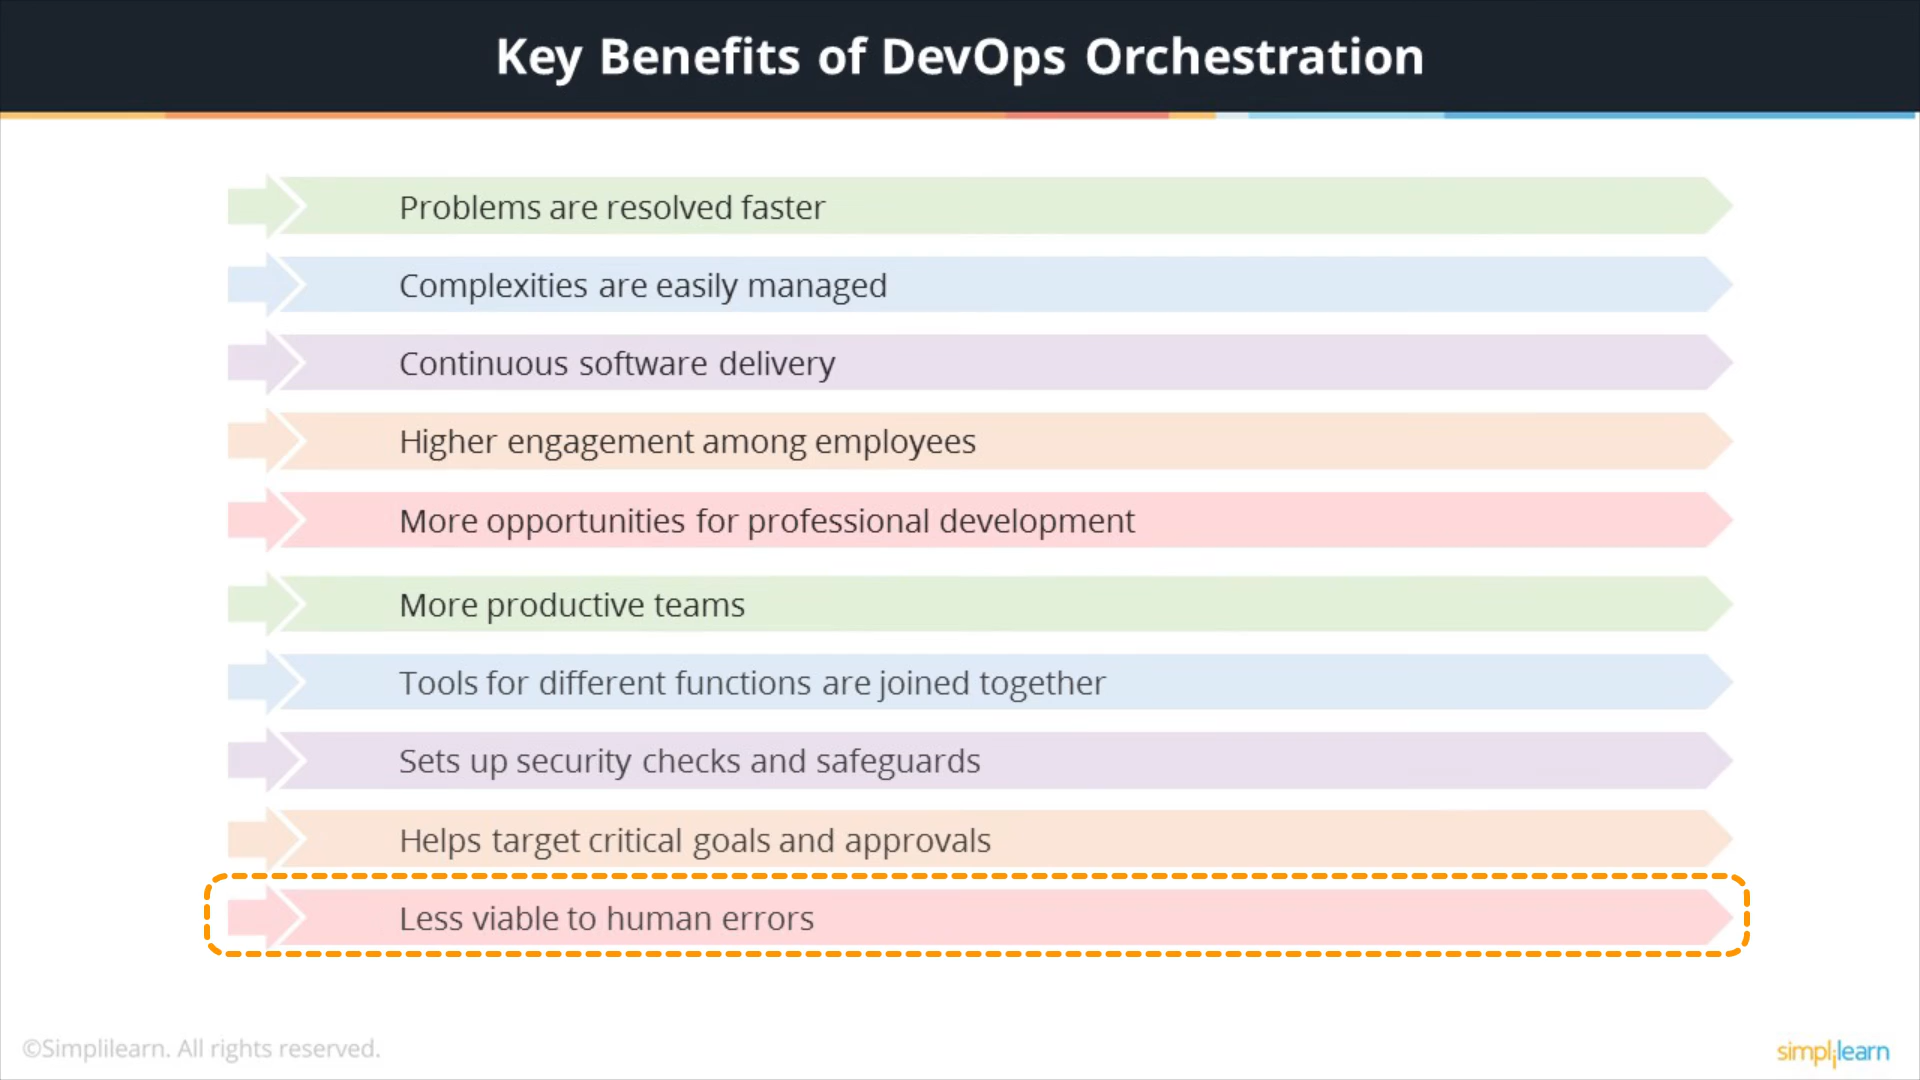 Key Benefits of DevOps Orchestration
Problems are resolved faster
Complexities are easily managed
Continuous software delivery
Higher engagement among employees
More opportunities for professional development
More productive teams
Tools for different functions are joined together
Sets up security checks and safeguards
Helps target critical goals and approvals
Less viable to human errors
©Simplilearn. All rights reserved.
simplilearn